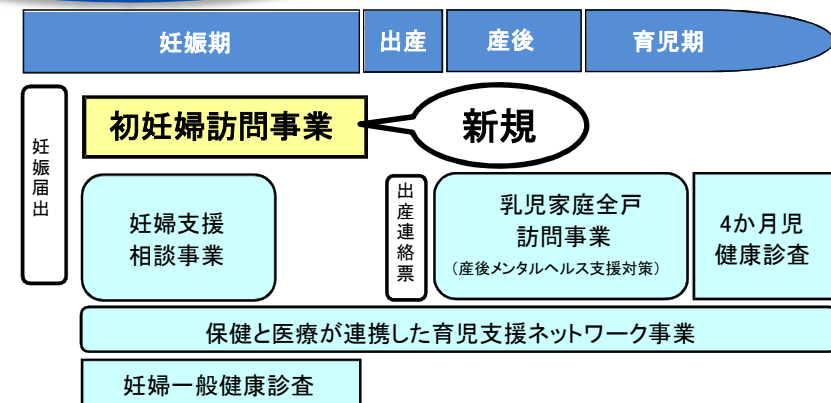 妊娠期
出産
産後
育児期
妊娠届出
初妊婦訪問事業
新規
妊婦支援
相談事業
出産連絡票
乳児家庭全戸
訪問事業
（産後メンタルヘルス支援対策）
4か月児
健康診査
保健と医療が連携した育児支援ネットワーク事業
妊婦一般健康診査